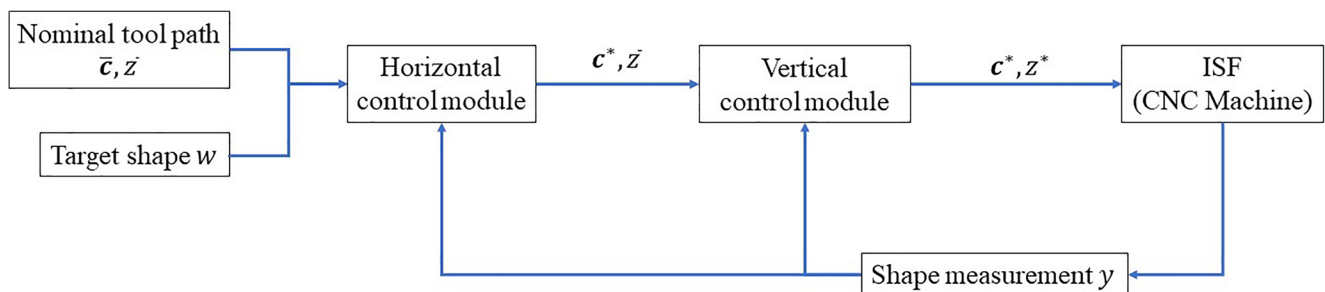 Nominal tool path
c̄, z̄
Target shape w
Horizontal
control module
c*, z̄
Vertical
control module
c*, z*
ISF
(CNC Machine)
Shape measurement y